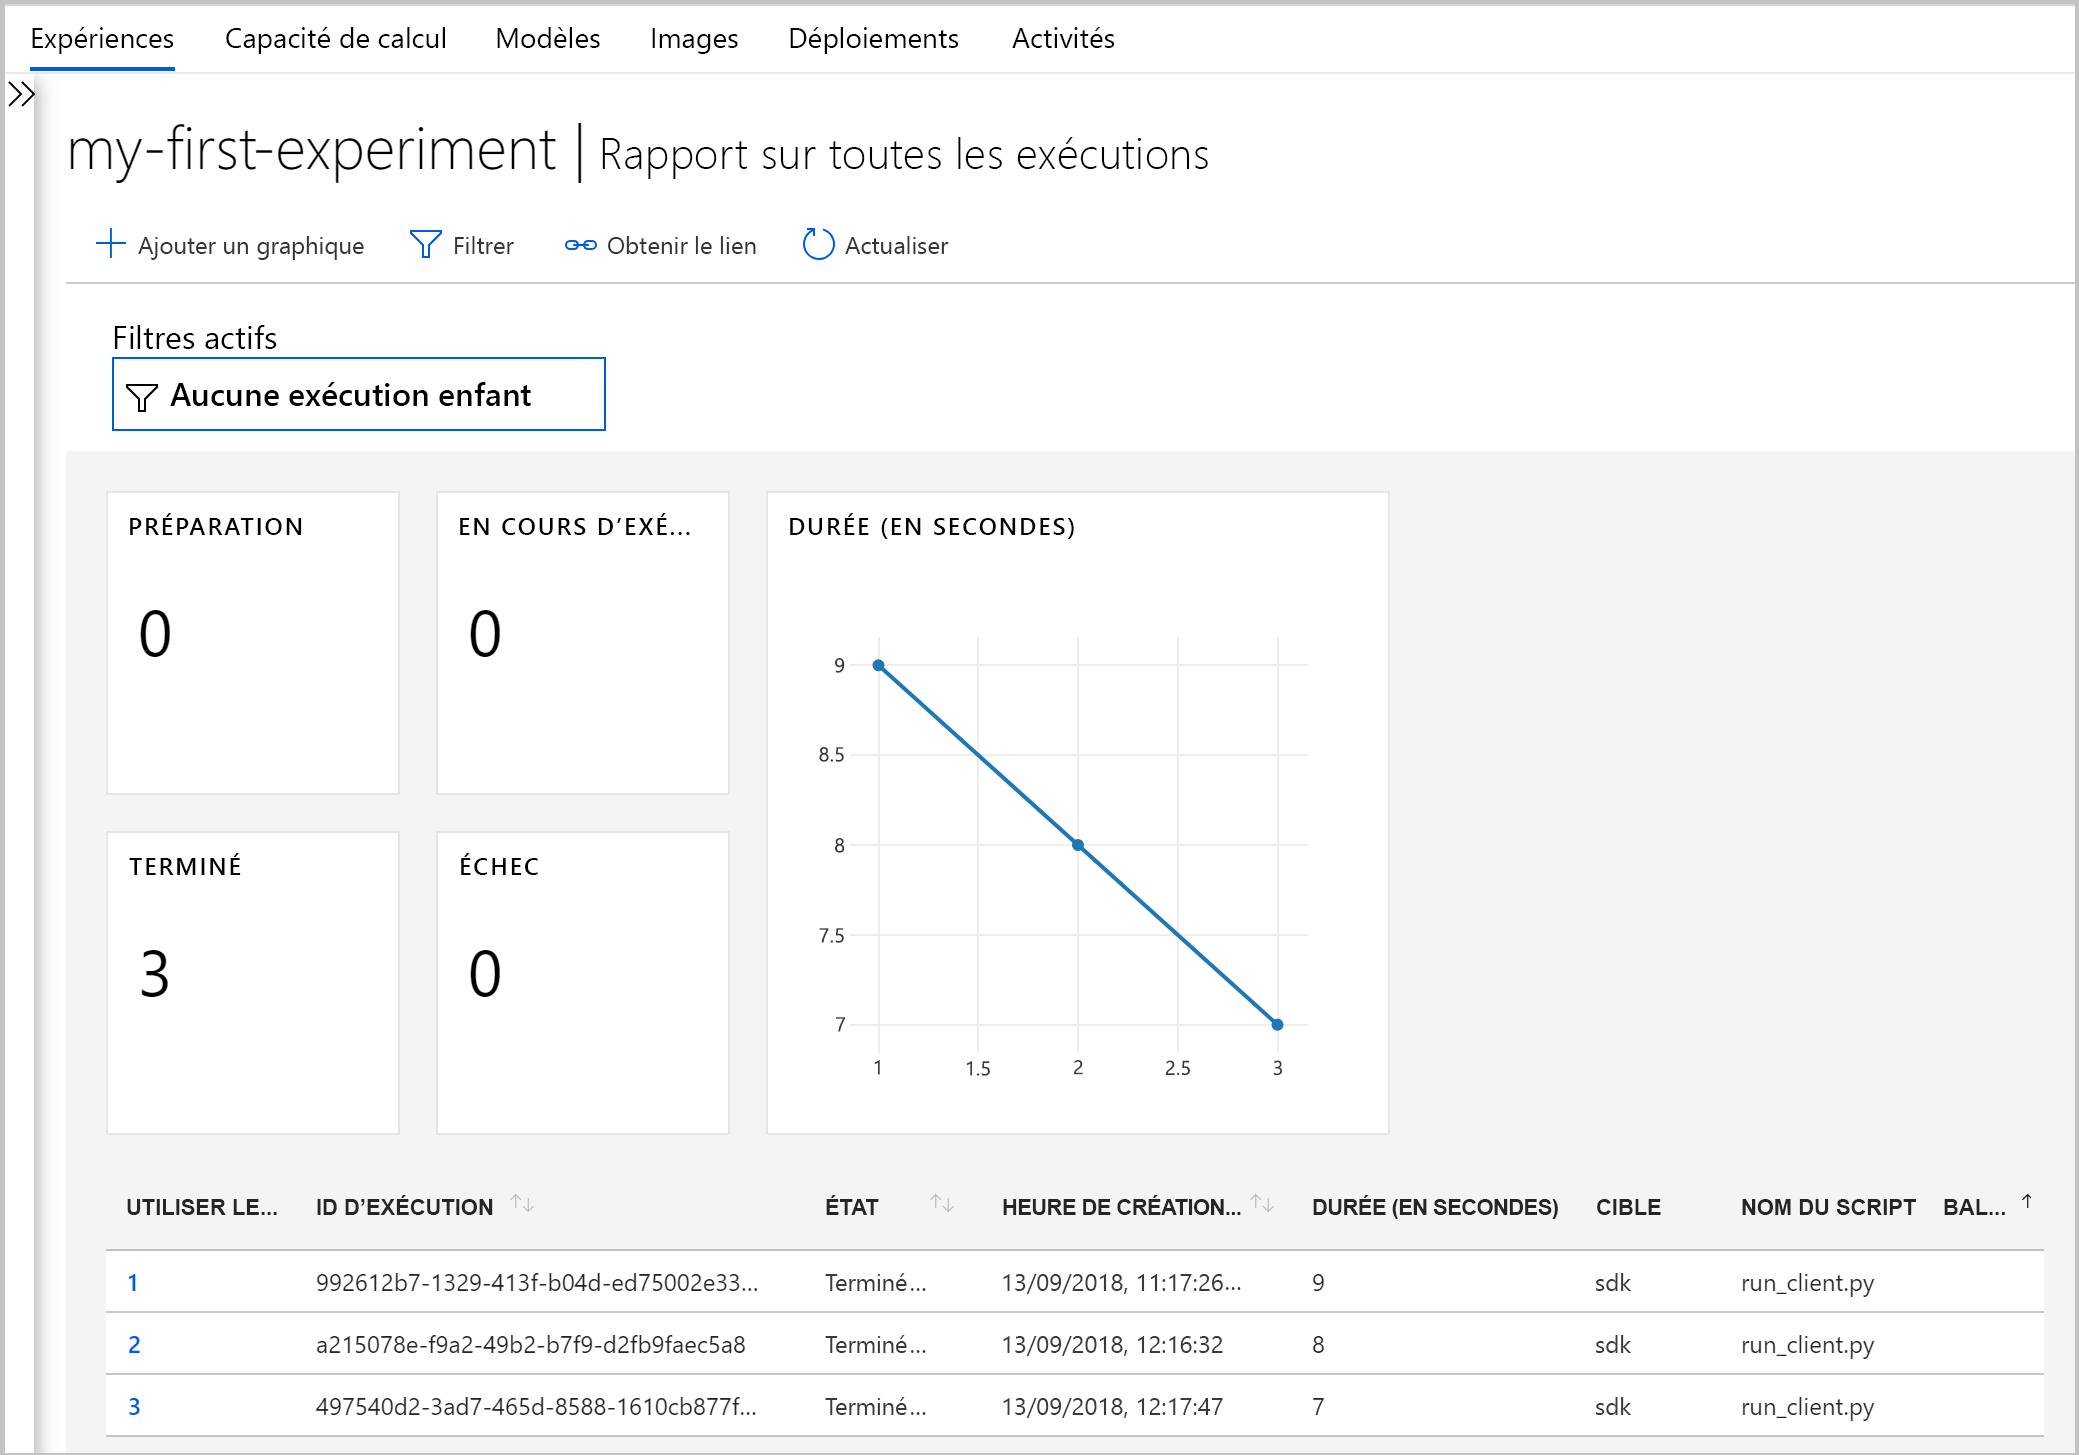 Expériences Capacité de calcul Modèles Images Déploiements Activités
my-first-experiment | Rapport sur toutes les exécutions
Ajouter un graphique Filtrer Obtenir le lien Actualiser
Filtres actifs
Aucune exécution enfant
PRÉPARATION
0
EN COURS D’EXÉ...
0
TERMINÉ
3
ÉCHEC
0
DURÉE (EN SECONDES)
9
8.5
8
7.5
7
1 1.5 2 2.5 3
UTILISER LE... ID D’EXÉCUTION ÉTAT HEURE DE CRÉATION... DURÉE (EN SECONDES) CIBLE NOM DU SCRIPT BAL...
1 992612b7-1329-413f-b04d-ed75002e33... Terminé... 13/09/2018, 11:17:26... 9 sdk run_client.py
2 a215078e-f9a2-49b2-b7f9-d2fb9faec5a8 Terminé... 13/09/2018, 12:16:32 8 sdk run_client.py
3 497540d2-3ad7-465d-8588-1610cb877f... Terminé... 13/09/2018, 12:17:47 7 sdk run_client.py